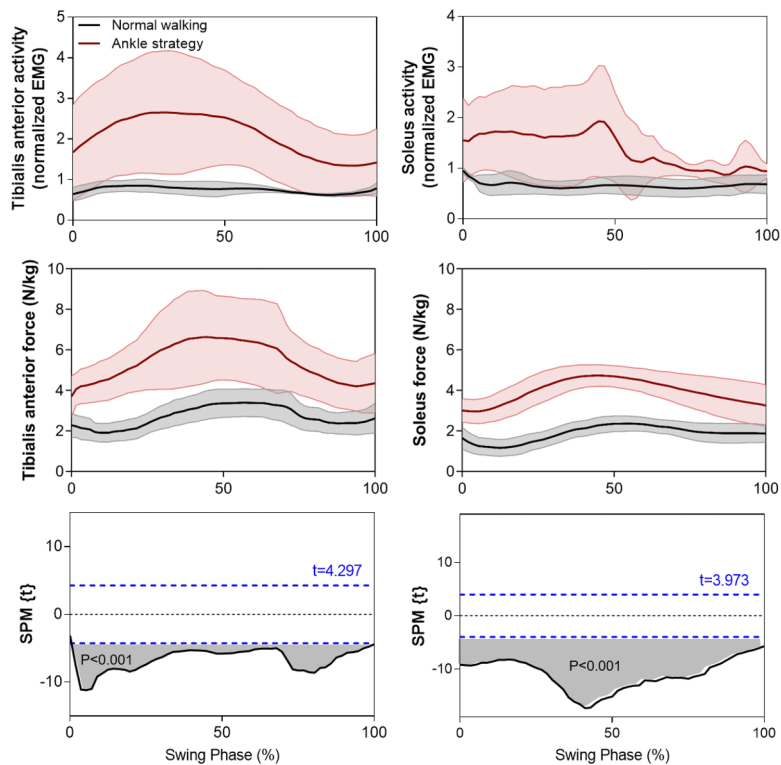 Normal walking
Ankle strategy
Tibialis anterior activity
(normalized EMG)
5
4
3
2
1
0
0
50
100
Soleus activity
(normalized EMG)
4
3
2
1
0
0
50
100
Tibialis anterior force (N/kg)
10
8
6
4
2
0
0
50
100
Soleus force (N/kg)
10
8
6
4
2
0
0
50
100
SPM {t}
10
0
-10
t=4.297
P<0.001
0
50
100
Swing Phase (%)
SPM {t}
10
0
-10
t=3.973
P<0.001
0
50
100
Swing Phase (%)